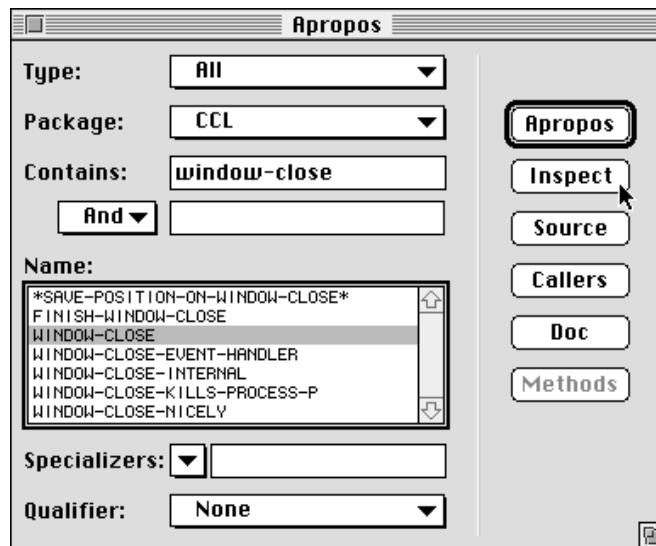 Apropos
Type: All
Package: CCL
Contains: window-close
And
Name:
*SAVE-POSITION-ON-WINDOW-CLOSE*
FINISH-WINDOW-CLOSE
WINDOW-CLOSE
WINDOW-CLOSE-EVENT-HANDLER
WINDOW-CLOSE-INTERNAL
WINDOW-CLOSE-KILLS-PROCESS-P
WINDOW-CLOSE-NICELY
Specializers:
Qualifier: None
Apropos
Inspect
Source
Callers
Doc
Methods